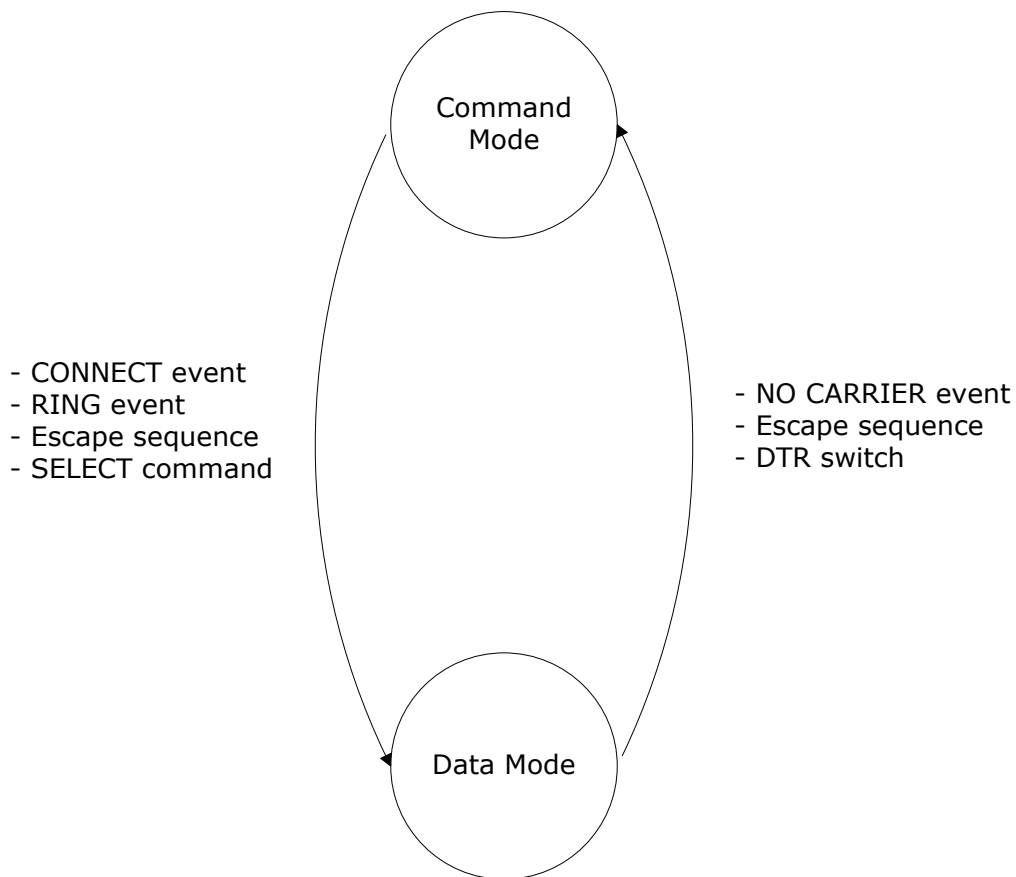 Command
Mode
- CONNECT event
- RING event
- Escape sequence
- SELECT command
- NO CARRIER event
- Escape sequence
- DTR switch
Data Mode